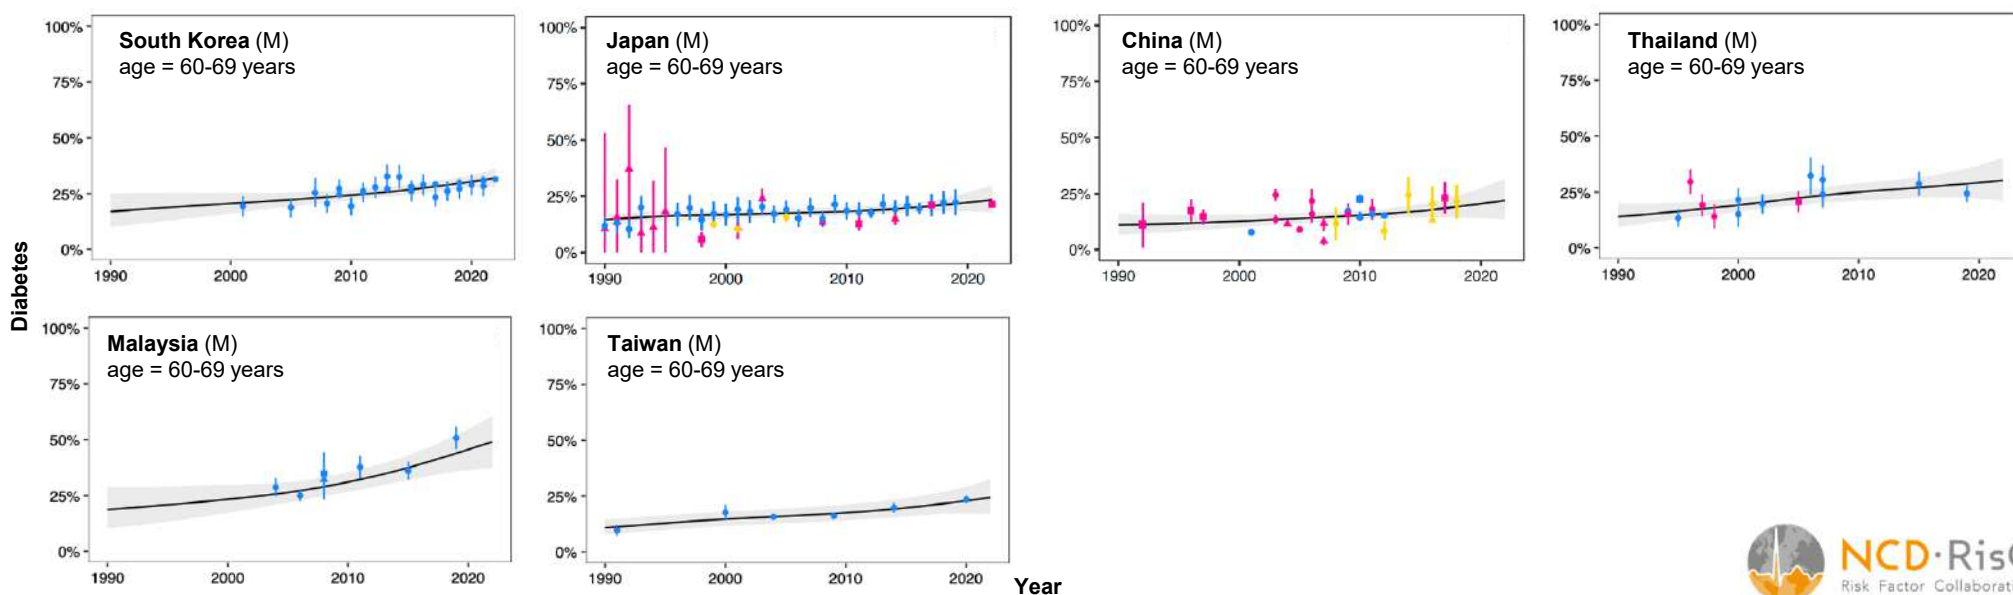 Diabetes
100%
75%
50%
25%
0%
South Korea (M)
age = 60-69 years
1990 2000 2010 2020
100%
75%
50%
25%
0%
Japan (M)
age = 60-69 years
1990 2000 2010 2020
100%
75%
50%
25%
0%
China (M)
age = 60-69 years
1990 2000 2010 2020
100%
75%
50%
25%
0%
Thailand (M)
age = 60-69 years
1990 2000 2010 2020
100%
75%
50%
25%
0%
Malaysia (M)
age = 60-69 years
1990 2000 2010 2020
100%
75%
50%
25%
0%
Taiwan (M)
age = 60-69 years
1990 2000 2010 2020
Year
NCD·RisC
Risk Factor Collaborati